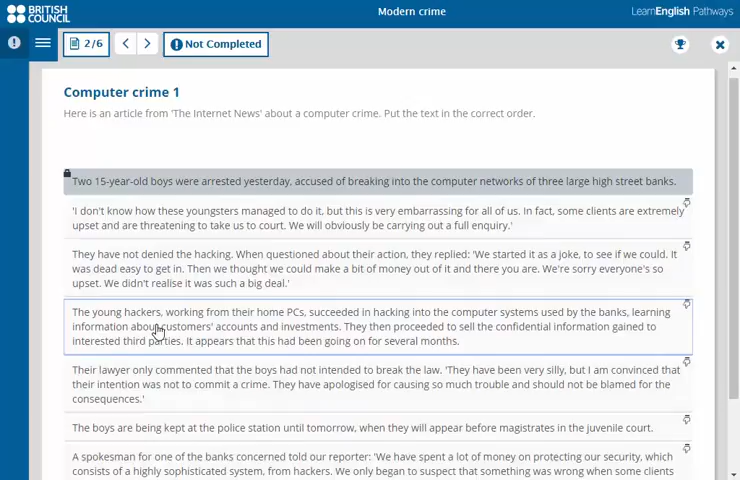 BRITISH
COUNCIL
Modern crime
LearnEnglish Pathways
2/6
Not Completed
Computer crime 1
Here is an article from 'The Internet News' about a computer crime. Put the text in the correct order.
Two 15-year-old boys were arrested yesterday, accused of breaking into the computer networks of three large high street banks.
'I don't know how these youngsters managed to do it, but this is very embarrassing for all of us. In fact, some clients are extremely
upset and are threatening to take us to court. We will obviously be carrying out a full enquiry.'
They have not denied the hacking. When questioned about their action, they replied: 'We started it as a joke, to see if we could. It
was dead easy to get in. Then we thought we could make a bit of money out of it and there you are. We're sorry everyone's so
upset. We didn't realise it was such a big deal.'
The young hackers, working from their home PCs, succeeded in hacking into the computer systems used by the banks, learning
information about customers' accounts and investments. They then proceeded to sell the confidential information gained to
interested third parties. It appears that this had been going on for several months.
Their lawyer only commented that the boys had not intended to break the law. 'They have been very silly, but I am convinced that
their intention was not to commit a crime. They have apologised for causing so much trouble and should not be blamed for the
consequences.'
The boys are being kept at the police station until tomorrow, when they will appear before magistrates in the juvenile court.
A spokesman for one of the banks concerned told our reporter: 'We have spent a lot of money on protecting our security, which
consists of a highly sophisticated system, from hackers. We only began to suspect that something was wrong when some clients